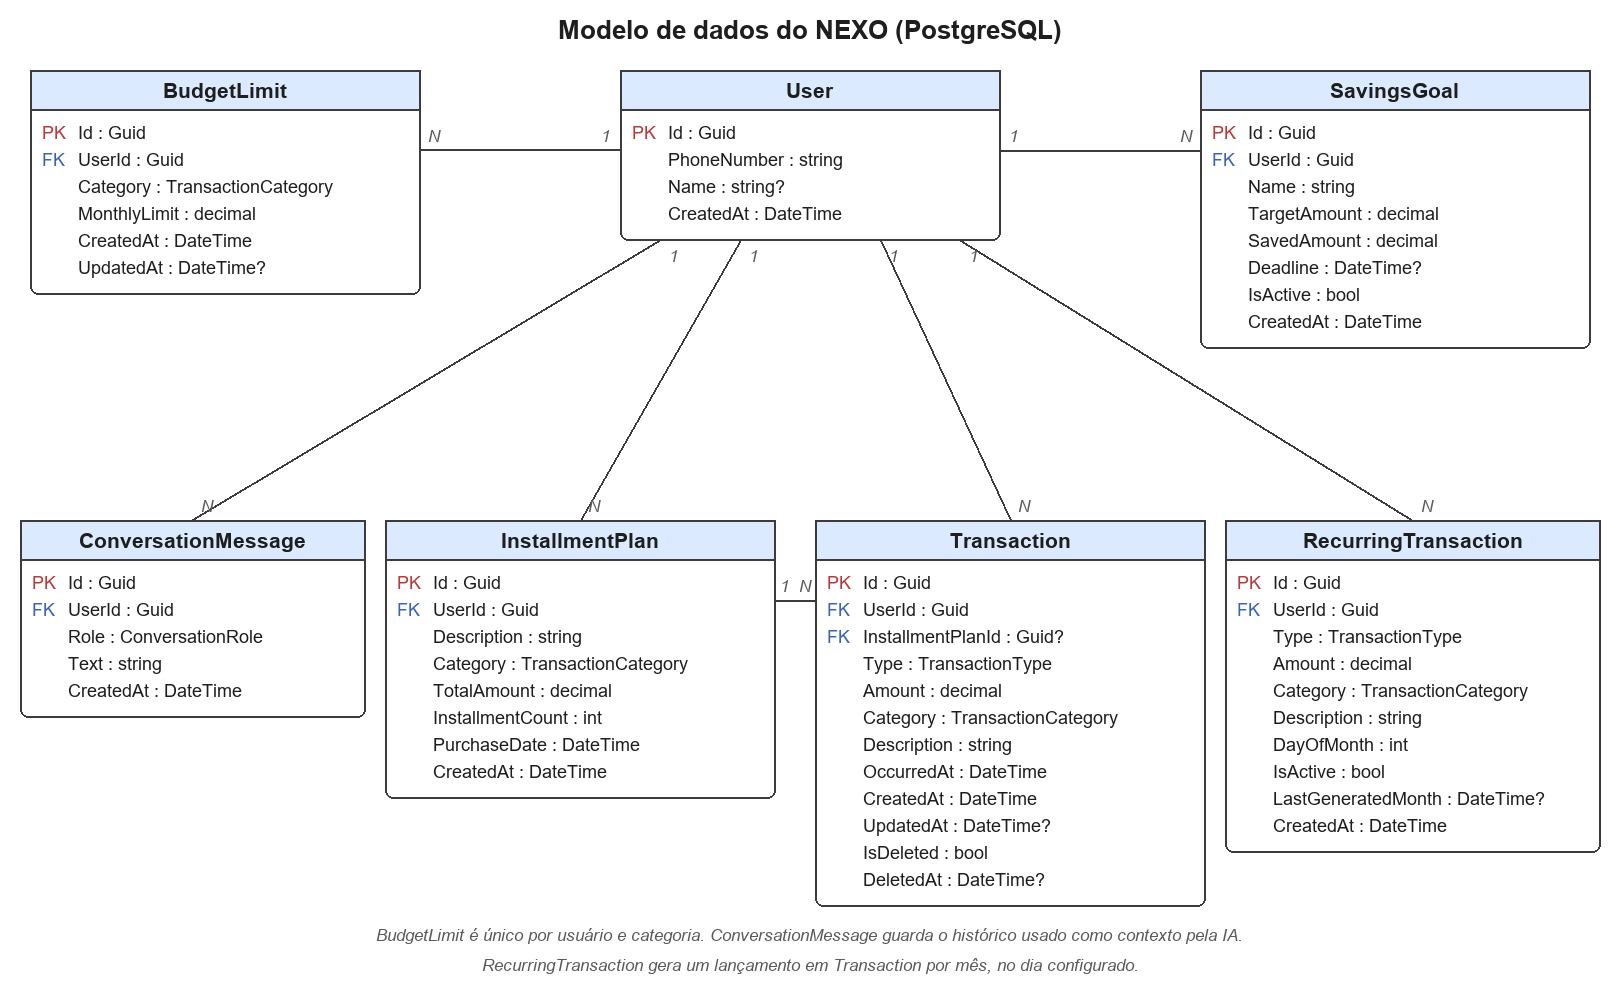 Modelo de dados do NEXO (PostgreSQL)
BudgetLimit
PK Id : Guid
FK UserId : Guid
Category : TransactionCategory
MonthlyLimit : decimal
CreatedAt : DateTime
UpdatedAt : DateTime?
N 1
User
PK Id : Guid
PhoneNumber : string
Name : string?
CreatedAt : DateTime
1 N
SavingsGoal
PK Id : Guid
FK UserId : Guid
Name : string
TargetAmount : decimal
SavedAmount : decimal
Deadline : DateTime?
IsActive : bool
CreatedAt : DateTime
1 1 1 1
N N N N
ConversationMessage
PK Id : Guid
FK UserId : Guid
Role : ConversationRole
Text : string
CreatedAt : DateTime
InstallmentPlan
PK Id : Guid
FK UserId : Guid
Description : string
Category : TransactionCategory
TotalAmount : decimal
InstallmentCount : int
PurchaseDate : DateTime
CreatedAt : DateTime
1 N
Transaction
PK Id : Guid
FK UserId : Guid
FK InstallmentPlanId : Guid?
Type : TransactionType
Amount : decimal
Category : TransactionCategory
Description : string
OccurredAt : DateTime
CreatedAt : DateTime
UpdatedAt : DateTime?
IsDeleted : bool
DeletedAt : DateTime?
RecurringTransaction
PK Id : Guid
FK UserId : Guid
Type : TransactionType
Amount : decimal
Category : TransactionCategory
Description : string
DayOfMonth : int
IsActive : bool
LastGeneratedMonth : DateTime?
CreatedAt : DateTime
BudgetLimit é único por usuário e categoria. ConversationMessage guarda o histórico usado como contexto pela IA.
RecurringTransaction gera um lançamento em Transaction por mês, no dia configurado.